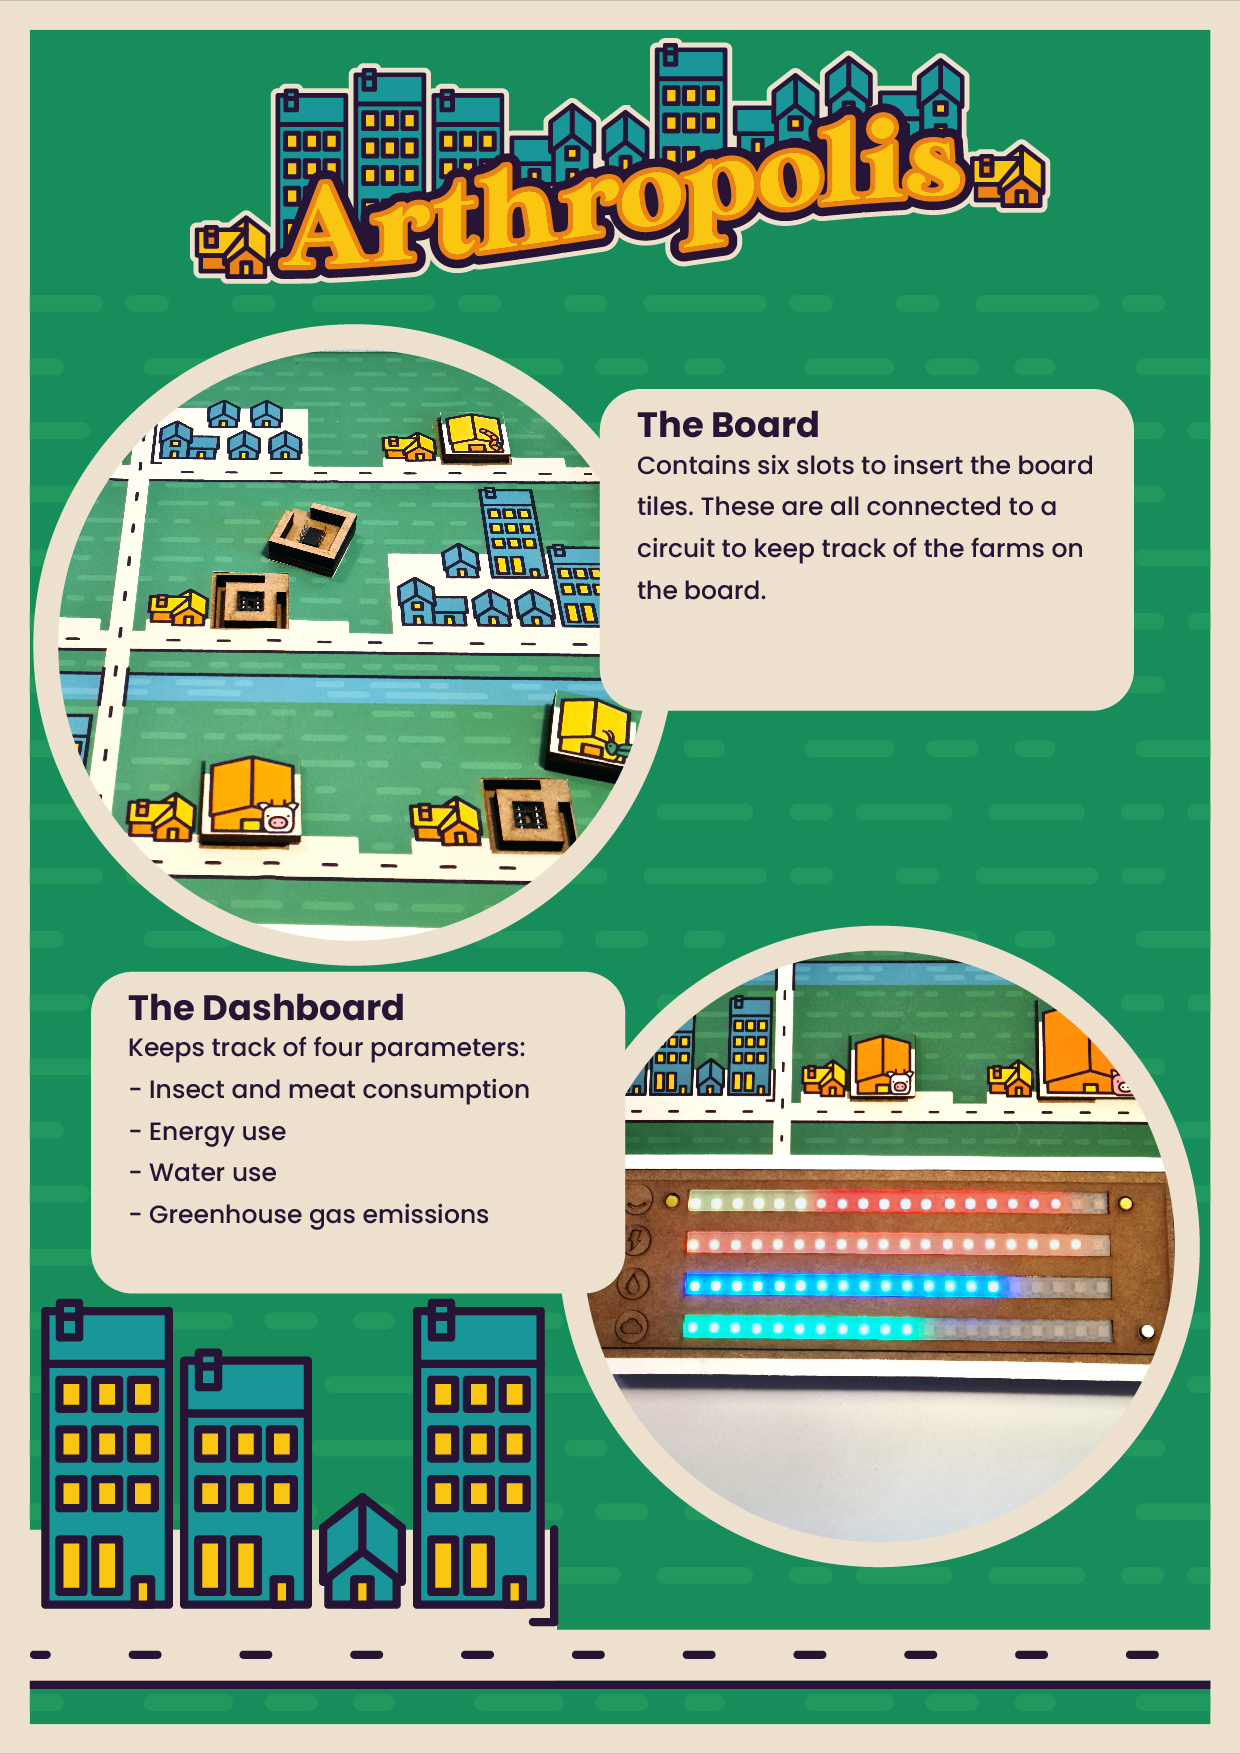 Arthropolis
The Board
Contains six slots to insert the board
tiles. These are all connected to a
circuit to keep track of the farms on
the board.
The Dashboard
Keeps track of four parameters:
- Insect and meat consumption
- Energy use
- Water use
- Greenhouse gas emissions